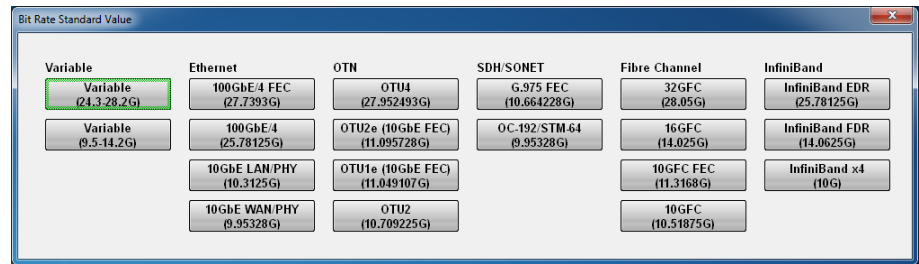 Bit Rate Standard Value
Variable
Variable
(24.3-28.2G)
Variable
(9.5-14.2G)
Ethernet
100GbE/4 FEC
(27.7393G)
100GbE/4
(25.78125G)
10GbE LAN/PHY
(10.3125G)
10GbE WAN/PHY
(9.95328G)
OTN
OTU4
(27.952493G)
OTU2e (10GbE FEC)
(11.095728G)
OTU1e (10GbE FEC)
(11.049107G)
OTU2
(10.709225G)
SDH/SONET
G.975 FEC
(10.664228G)
OC-192/STM-64
(9.95328G)
Fibre Channel
32GFC
(28.05G)
16GFC
(14.025G)
10GFC FEC
(11.3168G)
10GFC
(10.51875G)
InfiniBand
InfiniBand EDR
(25.78125G)
InfiniBand FDR
(14.0625G)
InfiniBand x4
(10G)